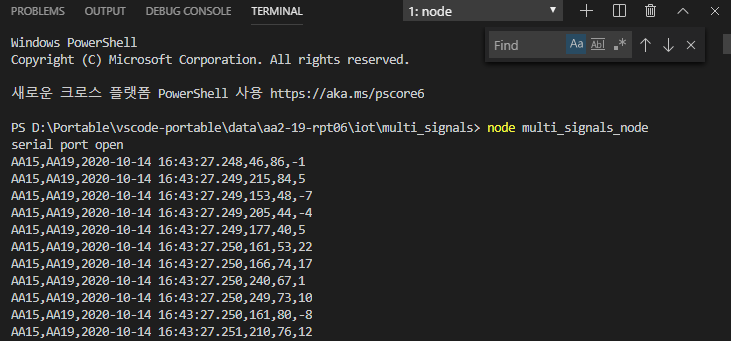 PROBLEMS OUTPUT DEBUG CONSOLE TERMINAL 1: node
Find Aa Abl .*
Windows PowerShell
Copyright (C) Microsoft Corporation. All rights reserved.
새로운 크로스 플랫폼 PowerShell 사용 https://aka.ms/pscore6
PS D:\Portable\vscode-portable\data\aa2-19-rpt06\iot\multi_signals> node multi_signals_node
serial port open
AA15,AA19,2020-10-14 16:43:27.248,46,86,-1
AA15,AA19,2020-10-14 16:43:27.249,215,84,5
AA15,AA19,2020-10-14 16:43:27.249,153,48,-7
AA15,AA19,2020-10-14 16:43:27.249,205,44,-4
AA15,AA19,2020-10-14 16:43:27.249,177,40,5
AA15,AA19,2020-10-14 16:43:27.250,161,53,22
AA15,AA19,2020-10-14 16:43:27.250,166,74,17
AA15,AA19,2020-10-14 16:43:27.250,240,67,1
AA15,AA19,2020-10-14 16:43:27.250,249,73,10
AA15,AA19,2020-10-14 16:43:27.250,161,80,-8
AA15,AA19,2020-10-14 16:43:27.251,210,76,12